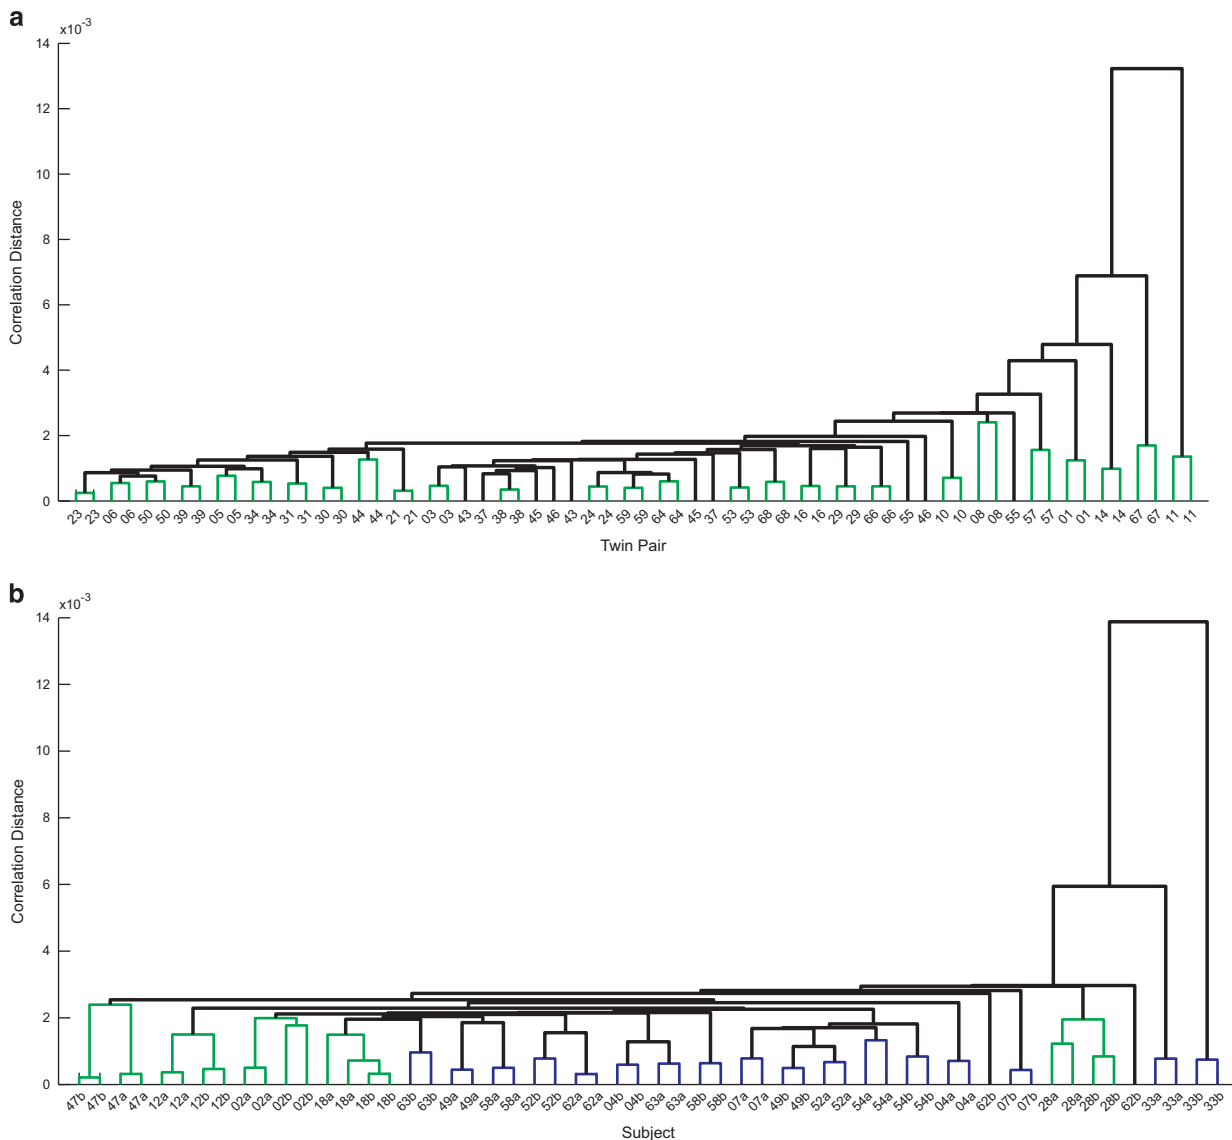 a
x10-3
14
12
10
8
6
4
2
0
Correlation Distance
23 23 06 06 50 50 39 39 05 05 34 34 31 31 30 30 44 44 21 21 03 03 43 37 38 38 45 46 43 24 24 59 59 64 64 45 37 53 53 68 68 16 16 29 29 66 66 55 46 10 10 08 08 55 57 57 01 01 14 14 67 67 11 11
Twin Pair
b
x10-3
14
12
10
8
6
4
2
0
Correlation Distance
47b 47b 47a 47a 12a 12a 12b 12b 02a 02a 02b 02b 18a 18a 18b 18b 63b 63b 49a 49a 58a 58a 52b 52b 62a 62a 04b 04b 63a 63a 58b 58b 07a 07a 49b 49b 52a 52a 54a 54a 54b 54b 04a 04a 62b 07b 07b 28a 28a 28b 28b 62b 33a 33a 33b 33b
Subject